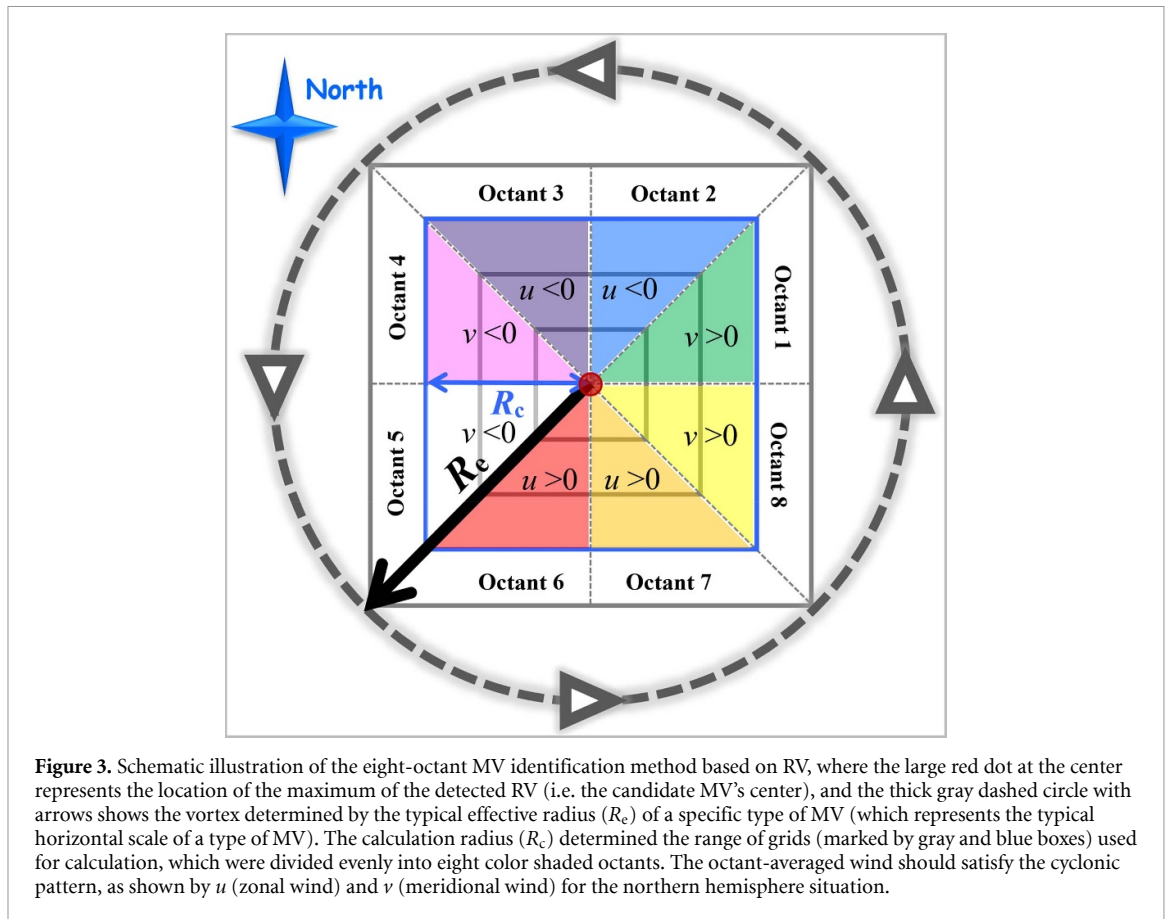 North
Octant 3
Octant 2
Octant 4
Octant 1
u <0
u <0
v <0
v >0
Rc
v <0
v >0
Re
u >0
u >0
Octant 5
Octant 8
Octant 6
Octant 7
Figure 3. Schematic illustration of the eight-octant MV identification method based on RV, where the large red dot at the center
represents the location of the maximum of the detected RV (i.e. the candidate MV's center), and the thick gray dashed circle with
arrows shows the vortex determined by the typical effective radius (Re) of a specific type of MV (which represents the typical
horizontal scale of a type of MV). The calculation radius (Rc) determined the range of grids (marked by gray and blue boxes) used
for calculation, which were divided evenly into eight color shaded octants. The octant-averaged wind should satisfy the cyclonic
pattern, as shown by u (zonal wind) and v (meridional wind) for the northern hemisphere situation.